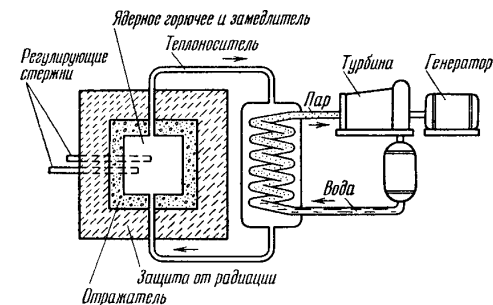 Ядерное горючее и замедлитель
Теплоноситель
Регулирующие
стержни
Пар
Турбина
Генератор
Вода
Защита от радиации
Отражатель